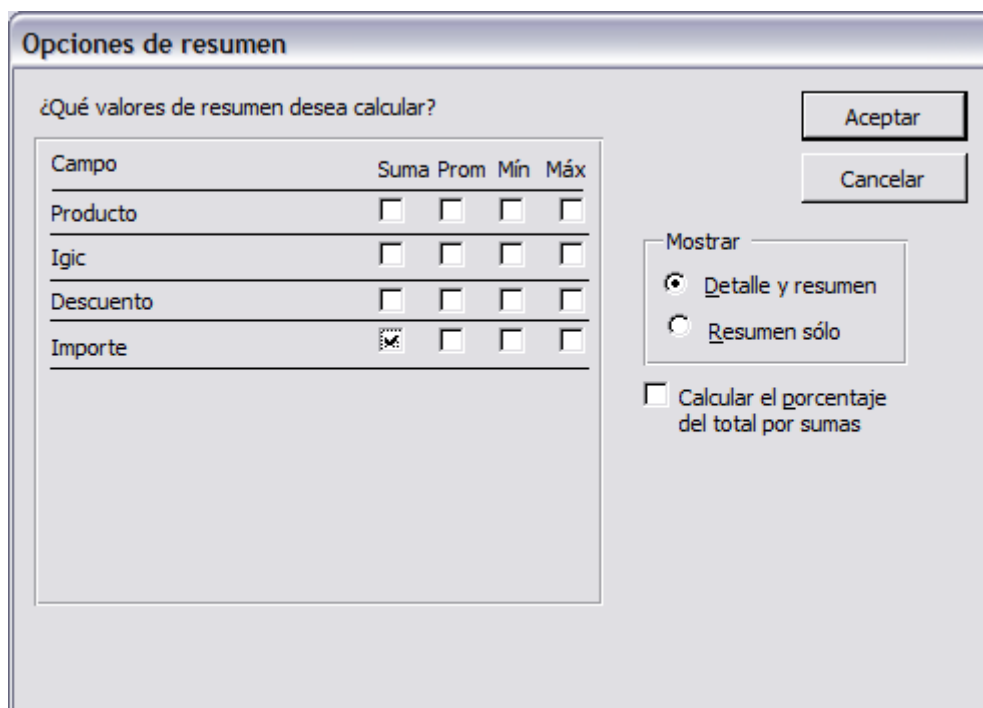 Opciones de resumen
¿Qué valores de resumen desea calcular?
Campo Suma Prom Mín Máx
Producto
Igic
Descuento
Importe
Aceptar
Cancelar
Mostrar
Detalle y resumen
Resumen sólo
Calcular el porcentaje
del total por sumas